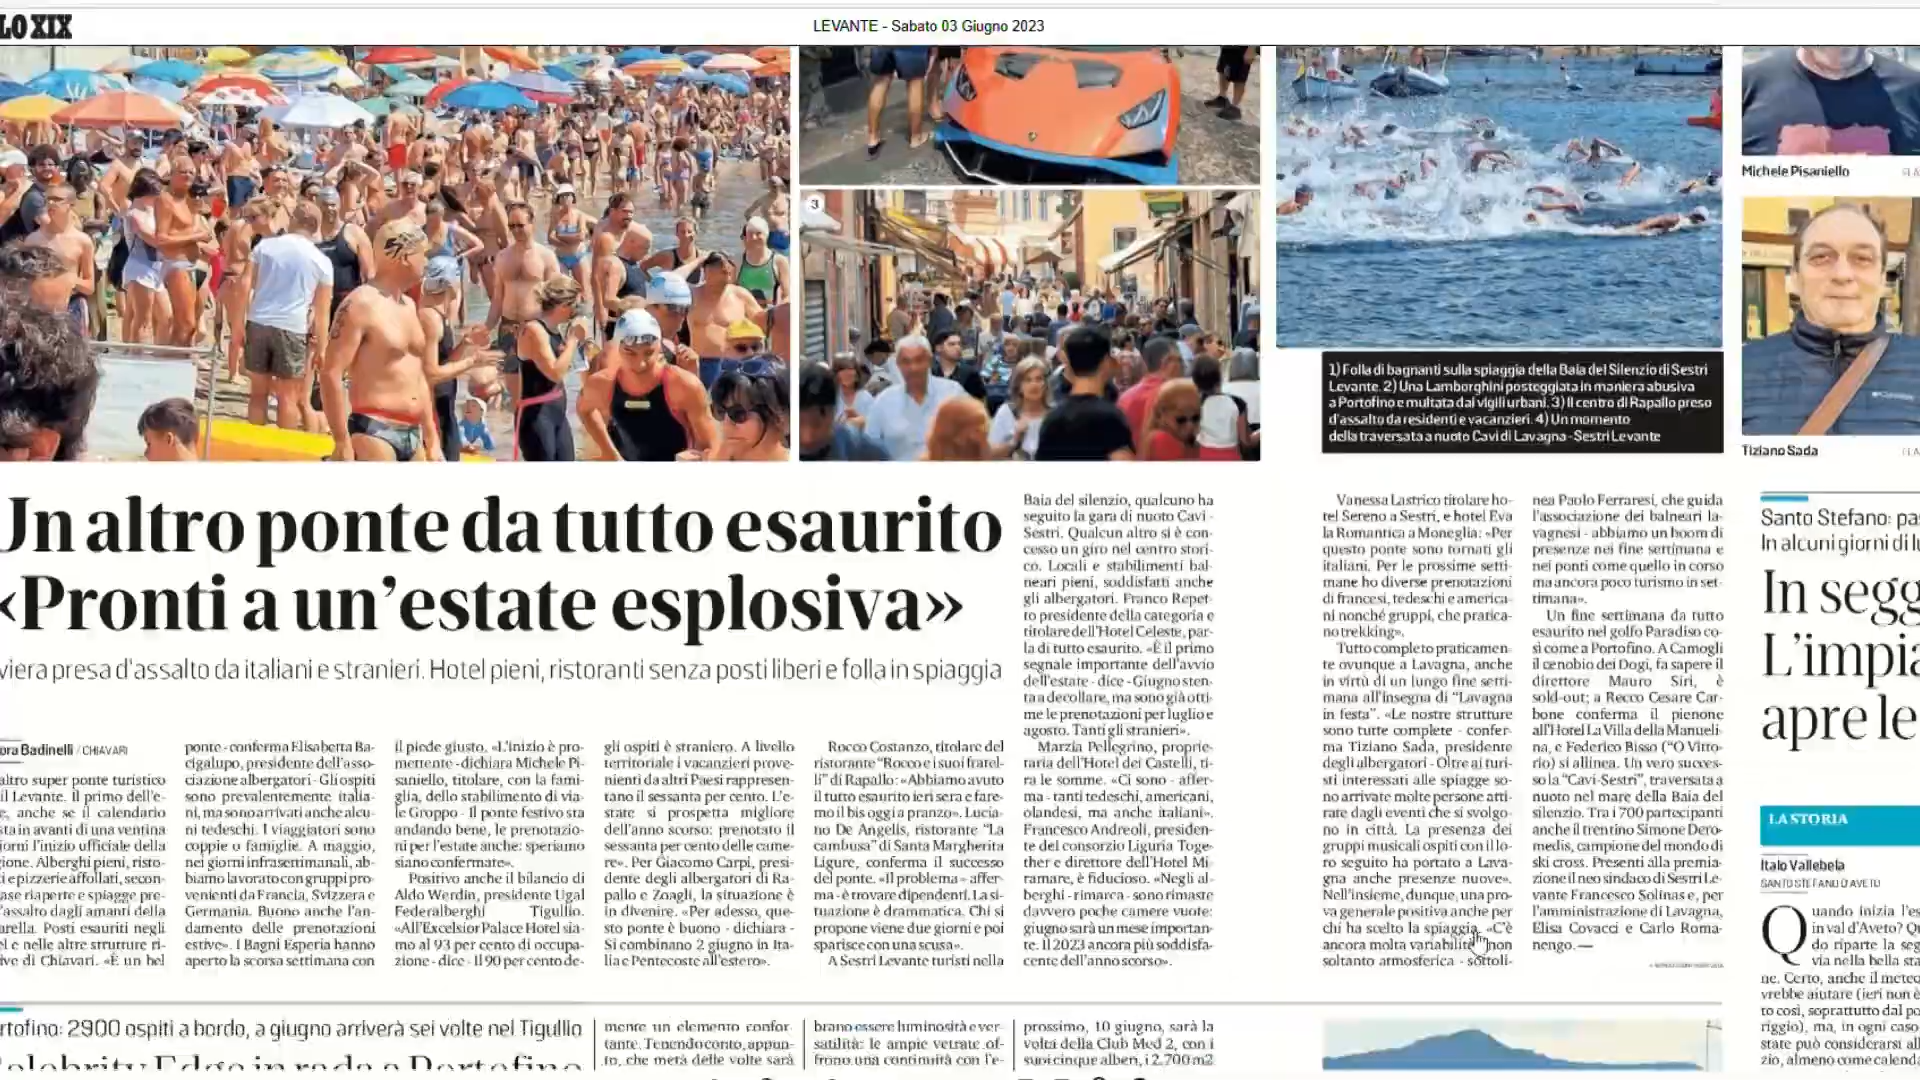 LO XIX
LEVANTE - Sabato 03 Giugno 2023
3
Michele Pisaniello
1) Folla di bagnanti sulla spiaggia della Baia del Silenzio di Sestri
Levante. 2) Una Lamborghini posteggiata in maniera abusiva
a Portofino e multata dai vigili urbani. 3) Il centro di Rapallo preso
d'assalto da residenti e vacanzieri. 4) Un momento
della traversata a nuoto Cavi di Lavagna - Sestri Levante
Tiziano Sada
Un altro ponte da tutto esaurito
«Pronti a un'estate esplosiva»
viera presa d'assalto da italiani e stranieri. Hotel pieni, ristoranti senza posti liberi e folla in spiaggia
ora Badinelli / CHIAVARI
altro super ponte turistico
il Levante. Il primo dell'e-
e, anche se il calendario
sta in avanti di una ventina
iorni l'inizio ufficiale della
gione. Alberghi pieni, risto-
i e pizzerie affollati, secon-
ase riaperte e spiagge pre-
'assalto dagli amanti della
arella. Posti esauriti negli
el e nelle altre strutture ri-
ive di Chiavari. «È un bel
ponte - conferma Elisabetta Ba-
cigalupo, presidente dell'asso-
ciazione albergatori - Gli ospiti
sono prevalentemente italia-
ni, ma sono arrivati anche alcu-
ni tedeschi. I viaggiatori sono
coppie o famiglie. A maggio,
nei giorni infrasettimanali, ab-
biamo lavorato con gruppi pro-
venienti da Francia, Svizzera e
Germania. Buono anche l'an-
damento delle prenotazioni
estive». I Bagni Esperia hanno
aperto la scorsa settimana con
il piede giusto. «L'inizio è pro-
mettente - dichiara Michele Pi-
saniello, titolare, con la fami-
glia, dello stabilimento di via-
le Groppo - Il ponte festivo sta
andando bene, le prenotazio-
ni per l'estate anche: speriamo
siano confermate».
Positivo anche il bilancio di
Aldo Werdin, presidente Ugal
Federalberghi Tigullio.
«All'Excelsior Palace Hotel sia-
mo al 93 per cento di occupa-
zione - dice - Il 90 per cento de-
gli ospiti è straniero. A livello
territoriale i vacanzieri prove-
nienti da altri Paesi rappresen-
tano il sessanta per cento. L'e-
state si prospetta migliore
dell'anno scorso: prenotato il
sessanta per cento delle came-
re». Per Giacomo Carpi, presi-
dente degli albergatori di Ra-
pallo e Zoagli, la situazione è
in divenire. «Per adesso, que-
sto ponte è buono - dichiara -
Si combinano 2 giugno in Ita-
lia e Pentecoste all'estero».
Rocco Costanzo, titolare del
ristorante "Rocco e i suoi fratel-
li" di Rapallo: «Abbiamo avuto
il tutto esaurito ieri sera e fare-
mo il bis oggi a pranzo». Lucia-
no De Angelis, ristorante "La
cambusa" di Santa Margherita
Ligure, conferma il successo
del ponte. «Il problema - affer-
ma - è trovare dipendenti. La si-
tuazione è drammatica. Chi si
propone viene due giorni e poi
sparisce con una scusa».
A Sestri Levante turisti nella
Baia del silenzio, qualcuno ha
seguito la gara di nuoto Cavi -
Sestri. Qualcun altro si è con-
cesso un giro nel centro stori-
co. Locali e stabilimenti bal-
neari pieni, soddisfatti anche
gli albergatori. Franco Repet-
to presidente della categoria e
titolare dell'Hotel Celeste, par-
la di tutto esaurito. «È il primo
segnale importante dell'avvio
dell'estate - dice - Giugno sten-
ta a decollare, ma sono già otti-
me le prenotazioni per luglio e
agosto. Tanti gli stranieri».
Marzia Pellegrino, proprie-
taria dell'Hotel dei Castelli, ti-
ra le somme. «Ci sono - affer-
ma - tanti tedeschi, americani,
olandesi, ma anche italiani».
Francesco Andreoli, presiden-
te del consorzio Liguria Toge-
ther e direttore dell'Hotel Mi-
ramare, è fiducioso. «Negli al-
berghi - rimarca - sono rimaste
davvero poche camere vuote:
giugno sarà un mese importan-
te. Il 2023 ancora più soddisfa-
cente dell'anno scorso».
Vanessa Lastrico titolare ho-
tel Sereno a Sestri, e hotel Eva
la Romantica a Moneglia: «Per
questo ponte sono tornati gli
italiani. Per le prossime setti-
mane ho diverse prenotazioni
di francesi, tedeschi e america-
ni nonché gruppi, che pratica-
no trekking».
Tutto completo praticamen-
te ovunque a Lavagna, anche
in virtù di un lungo fine setti-
mana all'insegna di "Lavagna
in festa". «Le nostre strutture
sono tutte complete - confer-
ma Tiziano Sada, presidente
degli albergatori - Oltre ai turi-
sti interessati alle spiagge so-
no arrivate molte persone atti-
rate dagli eventi che si svolgo-
no in città. La presenza dei
gruppi musicali ospiti con il lo-
ro seguito ha portato a Lava-
gna anche presenze nuove».
Nell'insieme, dunque, una pro-
va generale positiva anche per
chi ha scelto la spiaggia. «C'è
ancora molta variabilità non
soltanto atmosferica - sottoli-
nea Paolo Ferraresi, che guida
l'associazione dei balneari la-
vagnesi - abbiamo un boom di
presenze nei fine settimana e
nei ponti come quello in corso
ma ancora poco turismo in set-
timana».
Un fine settimana da tutto
esaurito nel golfo Paradiso co-
sì come a Portofino. A Camogli
il cenobio dei Dogi, fa sapere il
direttore Mauro Siri, è
sold-out; a Recco Cesare Car-
bone conferma il pienone
all'Hotel La Villa della Manueli-
na, e Federico Bisso ("O Vitto-
rio) si allinea. Un vero succes-
so la "Cavi-Sestri", traversata a
nuoto nel mare della Baia del
silenzio. Tra i 700 partecipanti
anche il trentino Simone Dero-
medis, campione del mondo di
ski cross. Presenti alla premia-
zione il neo sindaco di Sestri Le-
vante Francesco Solinas e, per
l'amministrazione di Lavagna,
Elisa Covacci e Carlo Roma-
nengo. —
Santo Stefano: pa
In alcuni giorni di lu
In segg
L'impia
apre le
LA STORIA
Italo Vallebela
SANTO STEFANO D'AVETO
Quando inizia l'es
in val d'Aveto? Qu
do riparte la seg
via nella bella sta
ne. Certo, anche il meteo
vrebbe aiutare (ieri non è
to così, soprattutto dal po
riggio), ma, in ogni caso
state può considerarsi al
zio, almeno come calenda
rtofino: 2900 ospiti a bordo, a giugno arriverà sei volte nel Tigullio
Celebrity Edge in rada a Portofino
mente un elemento confor-
tante. Tenendo conto, appun-
to, che metà delle volte sarà
brano essere luminosità e ver-
satilità: le ampie vetrate of-
frono una continuità con l'e-
prossimo, 10 giugno, sarà la
volta della Club Med 2, con i
suoi cinque alberi, i 2.700 m2